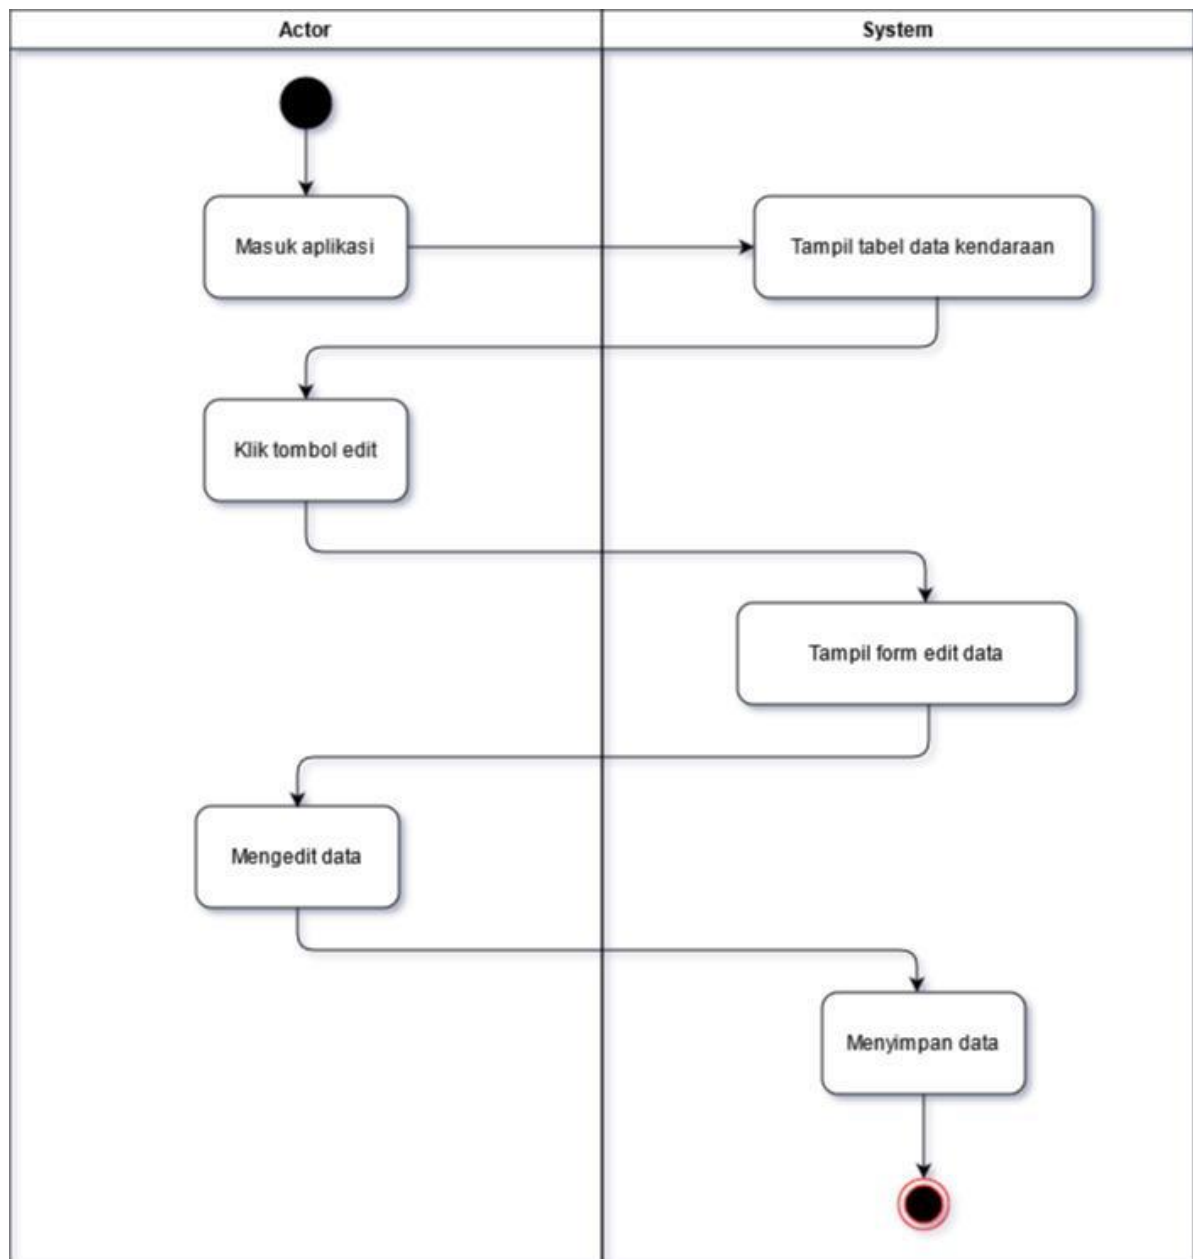 Actor
System
Masuk aplikasi
Tampil tabel data kendaraan
Klik tombol edit
Tampil form edit data
Mengedit data
Menyimpan data